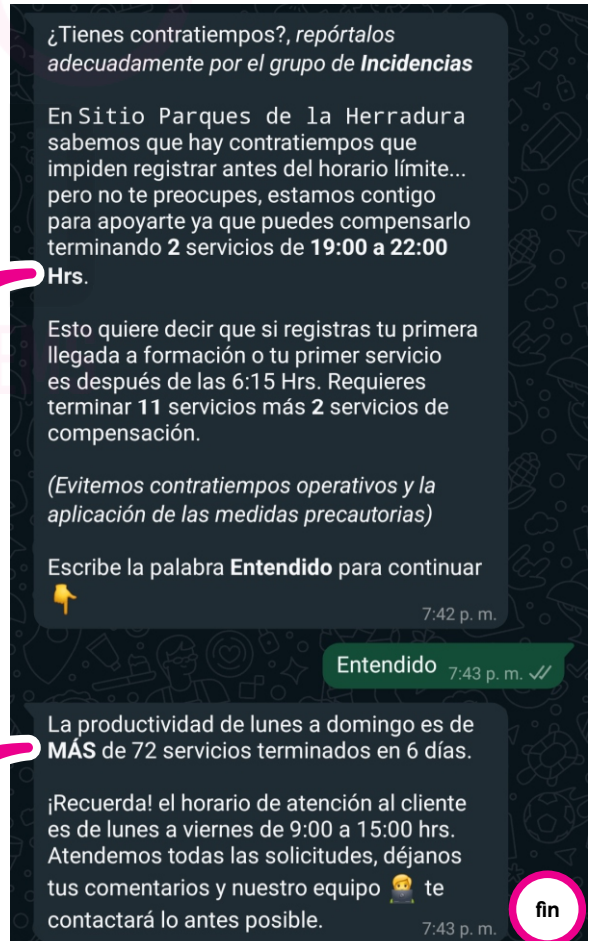 ¿Tienes contratiempos?, repórtalos
adecuadamente por el grupo de Incidencias
En Sitio Parques de la Herradura
sabemos que hay contratiempos que
impiden registrar antes del horario límite...
pero no te preocupes, estamos contigo
para apoyarte ya que puedes compensarlo
terminando 2 servicios de 19:00 a 22:00
Hrs.
Esto quiere decir que si registras tu primera
llegada a formación o tu primer servicio
es después de las 6:15 Hrs. Requieres
terminar 11 servicios más 2 servicios de
compensación.
(Evitemos contratiempos operativos y la
aplicación de las medidas precautorias)
Escribe la palabra Entendido para continuar
👇
7:42 p. m.
Entendido 7:43 p. m.
La productividad de lunes a domingo es de
MÁS de 72 servicios terminados en 6 días.
¡Recuerda! el horario de atención al cliente
es de lunes a viernes de 9:00 a 15:00 hrs.
Atendemos todas las solicitudes, déjanos
tus comentarios y nuestro equipo 🧑‍💻 te
contactará lo antes posible.
7:43 p. m.
fin